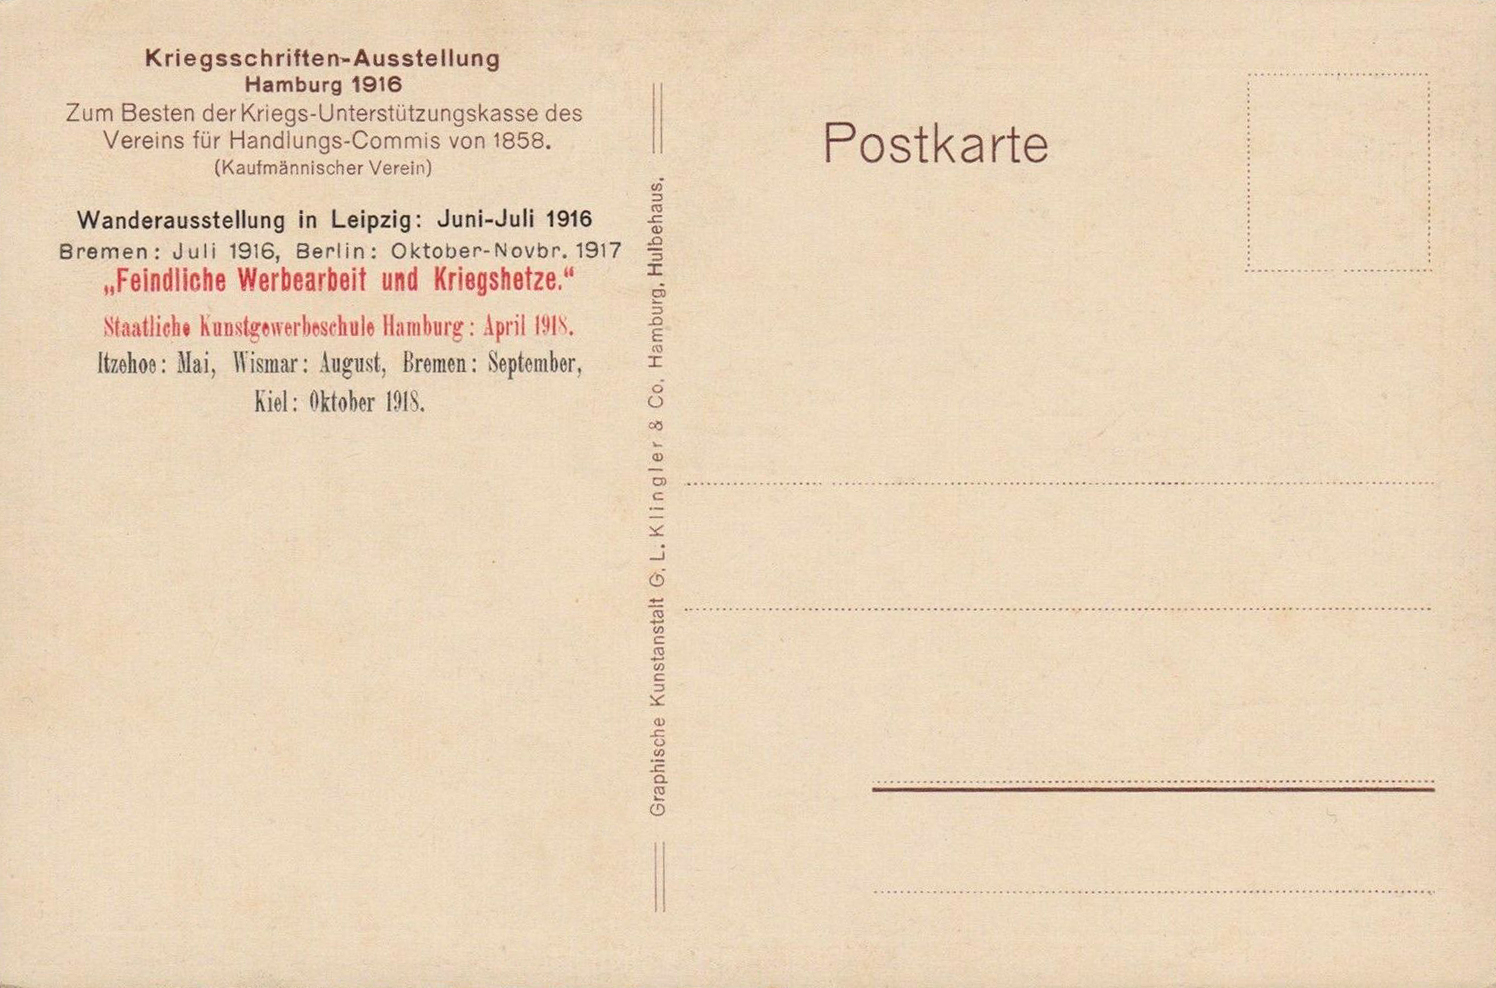 Kriegsschriften-Ausstellung
Hamburg 1916
Zum Besten der Kriegs-Unterstützungskasse des
Vereins für Handlungs-Commis von 1858.
(Kaufmännischer Verein)
Wanderausstellung in Leipzig: Juni-Juli 1916
Bremen: Juli 1916, Berlin: Oktober-Novbr. 1917
„Feindliche Werbearbeit und Kriegshetze.“
Staatliche Kunstgewerbeschule Hamburg: April 1918.
Itzehoe: Mai, Wismar: August, Bremen: September,
Kiel: Oktober 1918.
Graphische Kunstanstalt G. L. Klingler & Co, Hamburg, Hulbehaus,
Postkarte